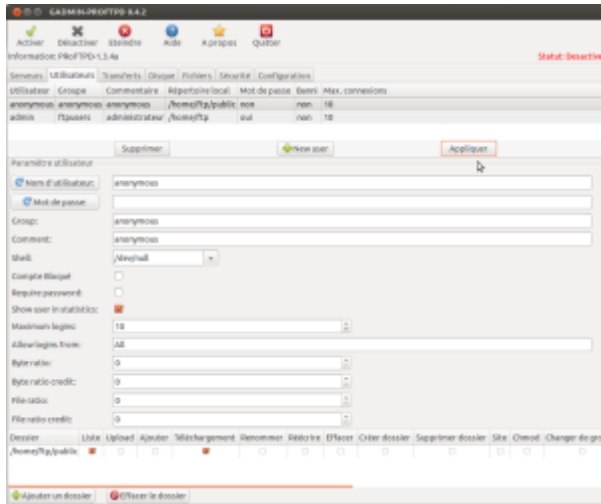 GADMIN-PROFTPD 0.4.2
Activer Désactiver Eteindre Aide A propos Quitter
Information: PRoFTPD-1.3.4a Statut: Desactivé
Serveurs Utilisateurs Transferts Disque Fichiers Sécurité Configuration
Utilisateur Groupe Commentaire Répertoire local Mot de passe Banni Max. connexions
anonymous anonymous anonymous /home/ftp/public non non 10
admin ftpusers administrateur /home/ftp oui non 10
Supprimer New user Appliquer
Paramètre utilisateur
Nom d'utilisateur: anonymous
Mot de passe:
Group: anonymous
Comment: anonymous
Shell: /dev/null
Compte Bloqué
Require password:
Show user in statistics:
Maximum logins: 10
Allow logins from: All
Byte ratio: 0
Byte ratio credit: 0
File ratio: 0
File ratio credit: 0
Dossier Liste Upload Ajouter Téléchargement Renommer Réécrire Effacer Créer dossier Supprimer dossier Site Chmod Changer de gro
/home/ftp/public
Ajouter un dossier Effacer le dossier